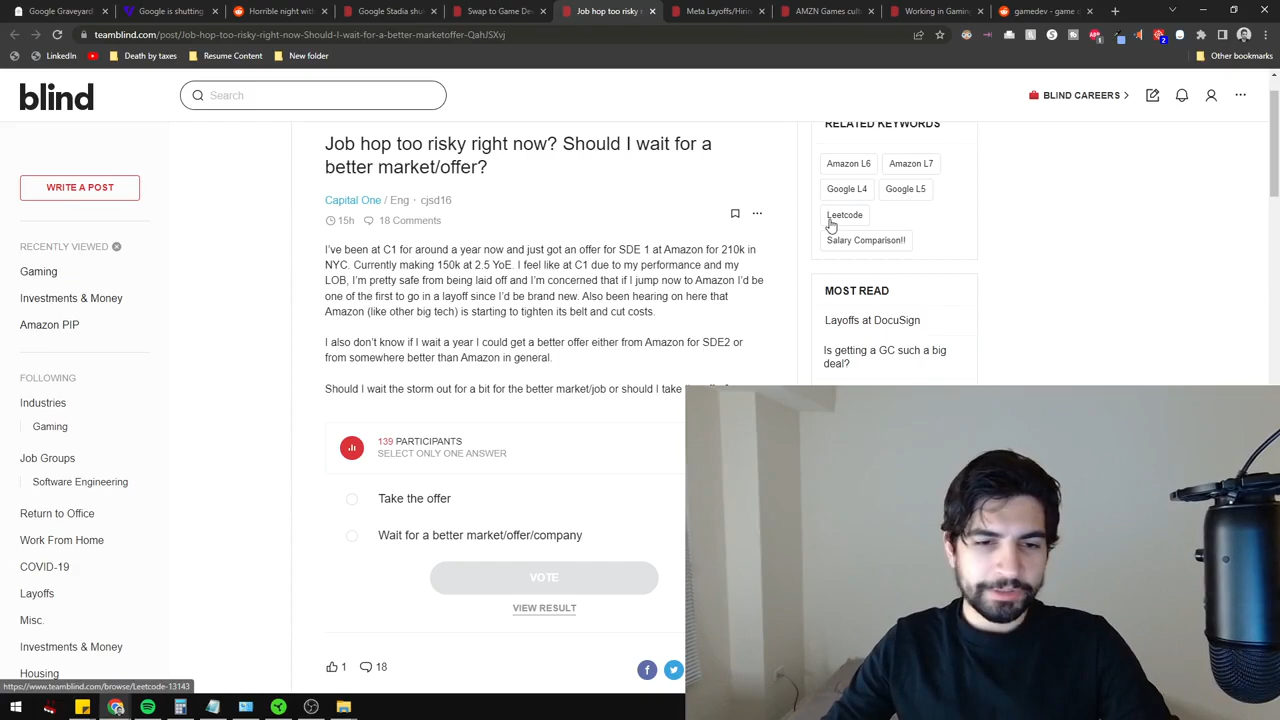 Google Graveyar
Google is shutting
Horrible night with
Google Stadia shu
Swap to Game De
Job hop too risky r
Meta Layoffs/Hirin
AMZN Games cultu
Working in Gamin
gamedev - game d
teamblind.com/post/Job-hop-too-risky-right-now-Should-I-wait-for-a-better-marketoffer-QahJSXvj
LinkedIn
Death by taxes
Resume Content
New folder
Other bookmarks
blind
Search
BLIND CAREERS
WRITE A POST
RECENTLY VIEWED
Gaming
Investments & Money
Amazon PIP
FOLLOWING
Industries
Gaming
Job Groups
Software Engineering
Return to Office
Work From Home
COVID-19
Layoffs
Misc.
Investments & Money
Housing
https://www.teamblind.com/browse/Leetcode-13143
Job hop too risky right now? Should I wait for a
better market/offer?
Capital One / Eng · cjsd16
15h 18 Comments
I've been at C1 for around a year now and just got an offer for SDE 1 at Amazon for 210k in
NYC. Currently making 150k at 2.5 YoE. I feel like at C1 due to my performance and my
LOB, I'm pretty safe from being laid off and I'm concerned that if I jump now to Amazon I'd be
one of the first to go in a layoff since I'd be brand new. Also been hearing on here that
Amazon (like other big tech) is starting to tighten its belt and cut costs.
I also don't know if I wait a year I could get a better offer either from Amazon for SDE2 or
from somewhere better than Amazon in general.
Should I wait the storm out for a bit for the better market/job or should I take
139 PARTICIPANTS
SELECT ONLY ONE ANSWER
Take the offer
Wait for a better market/offer/company
VOTE
VIEW RESULT
1 18
RELATED KEYWORDS
Amazon L6 Amazon L7
Google L4 Google L5
Leetcode
Salary Comparison!!
MOST READ
Layoffs at DocuSign
Is getting a GC such a big
deal?